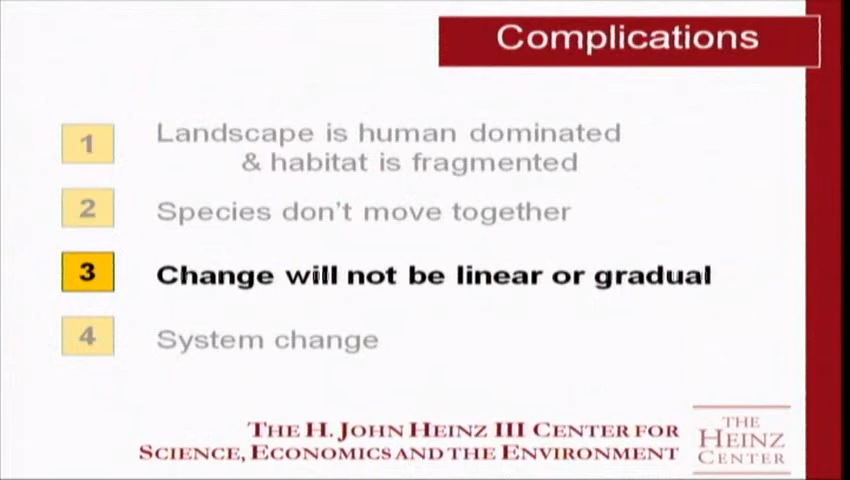 Complications
1
Landscape is human dominated
& habitat is fragmented
2
Species don't move together
3
Change will not be linear or gradual
4
System change
THE H. JOHN HEINZ III CENTER FOR
SCIENCE, ECONOMICS AND THE ENVIRONMENT
THE
HEINZ
CENTER